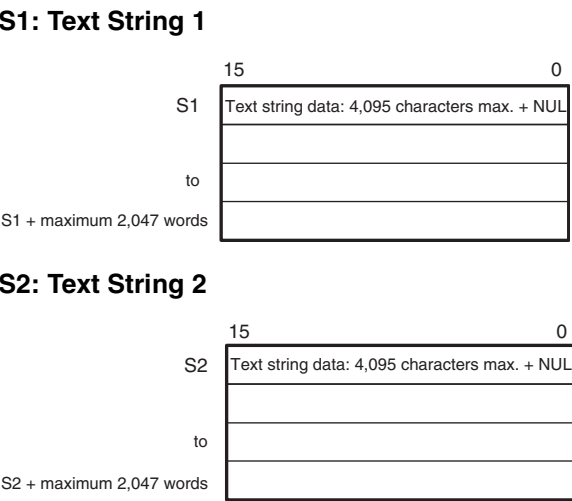 S1: Text String 1
15 0
S1 Text string data: 4,095 characters max. + NUL
to
S1 + maximum 2,047 words
S2: Text String 2
15 0
S2 Text string data: 4,095 characters max. + NUL
to
S2 + maximum 2,047 words